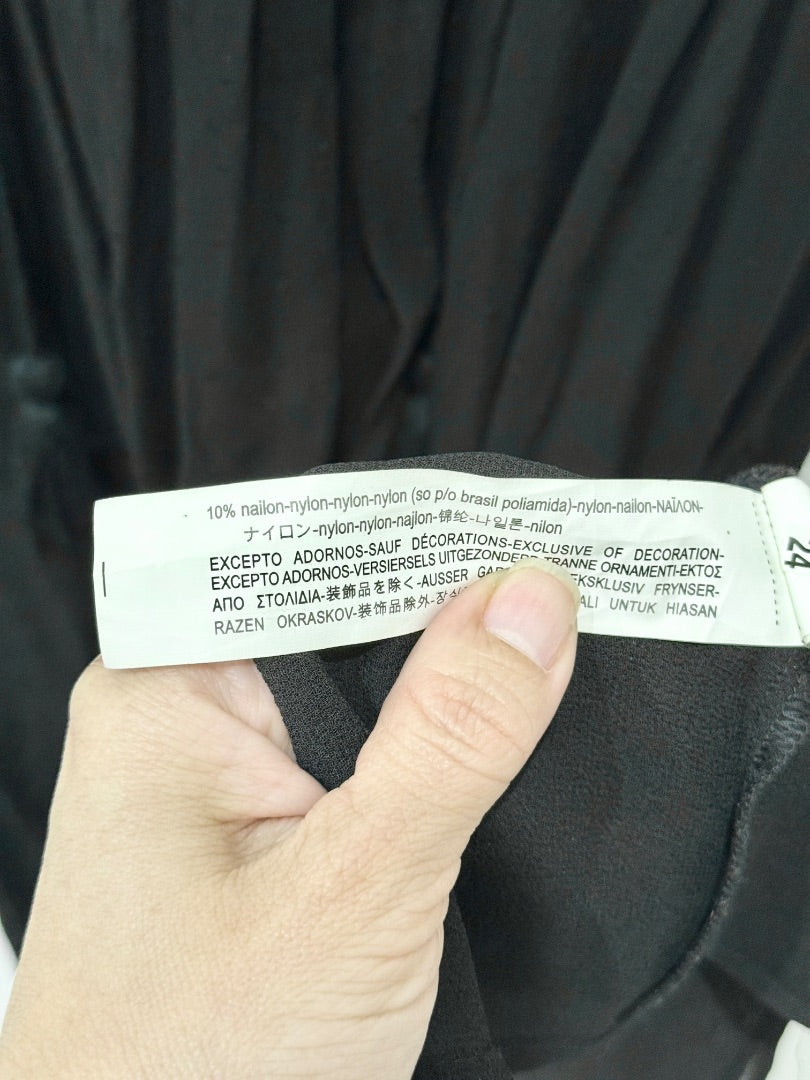 10% nailon-nylon-nylon-nylon (so p/o brasil poliamida)-nylon-nailon-ΝΑΪΛΟΝ-
ナイロン-nylon-nylon-najlon-锦纶-나일론-nilon
EXCEPTO ADORNOS-SAUF DÉCORATIONS-EXCLUSIVE OF DECORATION-
EXCEPTO ADORNOS-VERSIERSELS UITGEZONDERD-TRANNE ORNAMENTI-ΕΚΤΟΣ
ΑΠΟ ΣΤΟΛΙΔΙΑ-装飾品を除く-AUSSER EKSKLUSIV FRYNSER-
RAZEN OKRASKOV-装饰品除外- UNTUK HIASAN
24